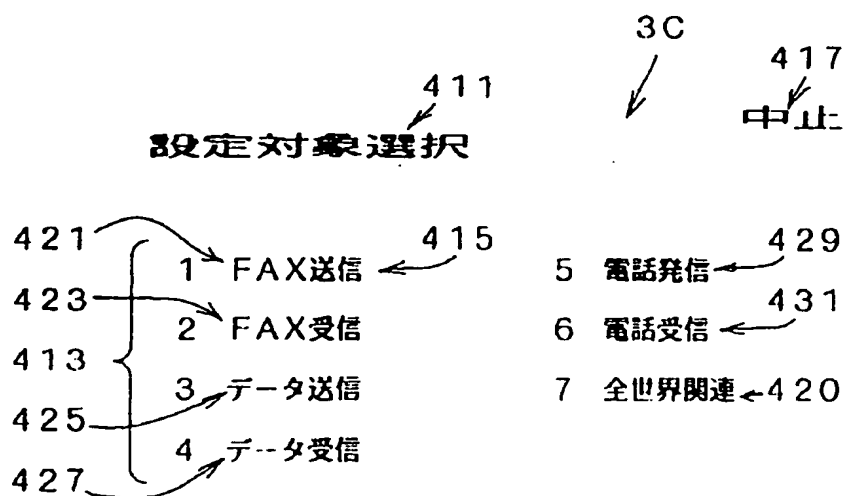 3C
417
411
中止
設定対象選択
421
415
429
1 FAX送信
5 電話発信
423
431
2 FAX受信
6 電話受信
413
3 データ送信
7 全世界関連
420
425
4 データ受信
427